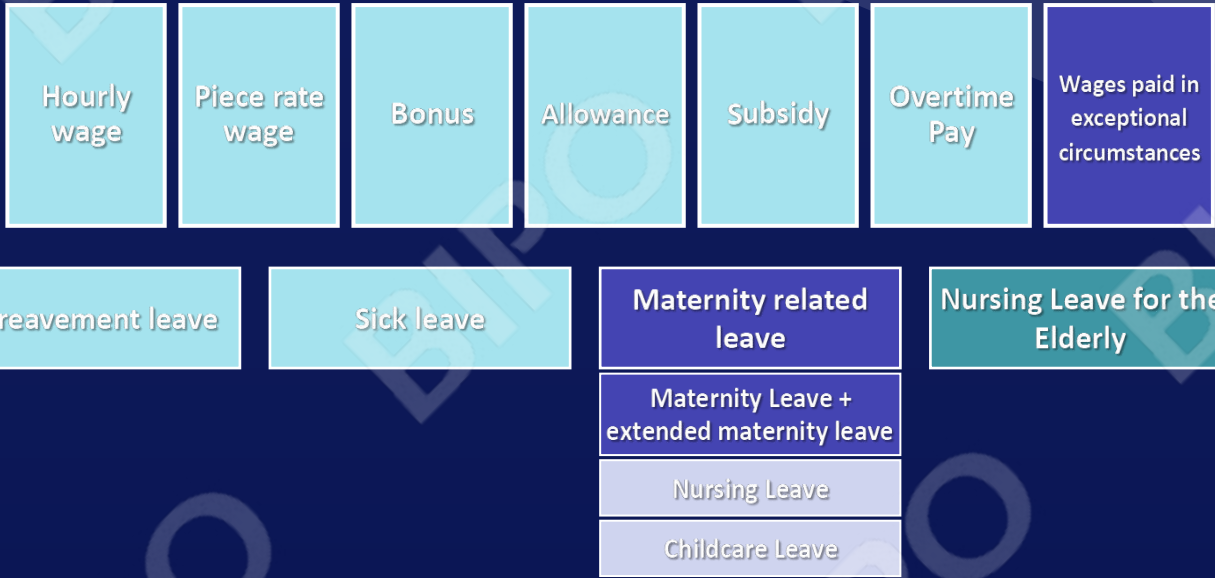 Hourly
wage
Piece rate
wage
Bonus
Allowance
Subsidy
Overtime
Pay
Wages paid in
exceptional
circumstances
reavement leave
Sick leave
Maternity related
leave
Nursing Leave for the
Elderly
Maternity Leave +
extended maternity leave
Nursing Leave
Childcare Leave
BIPO